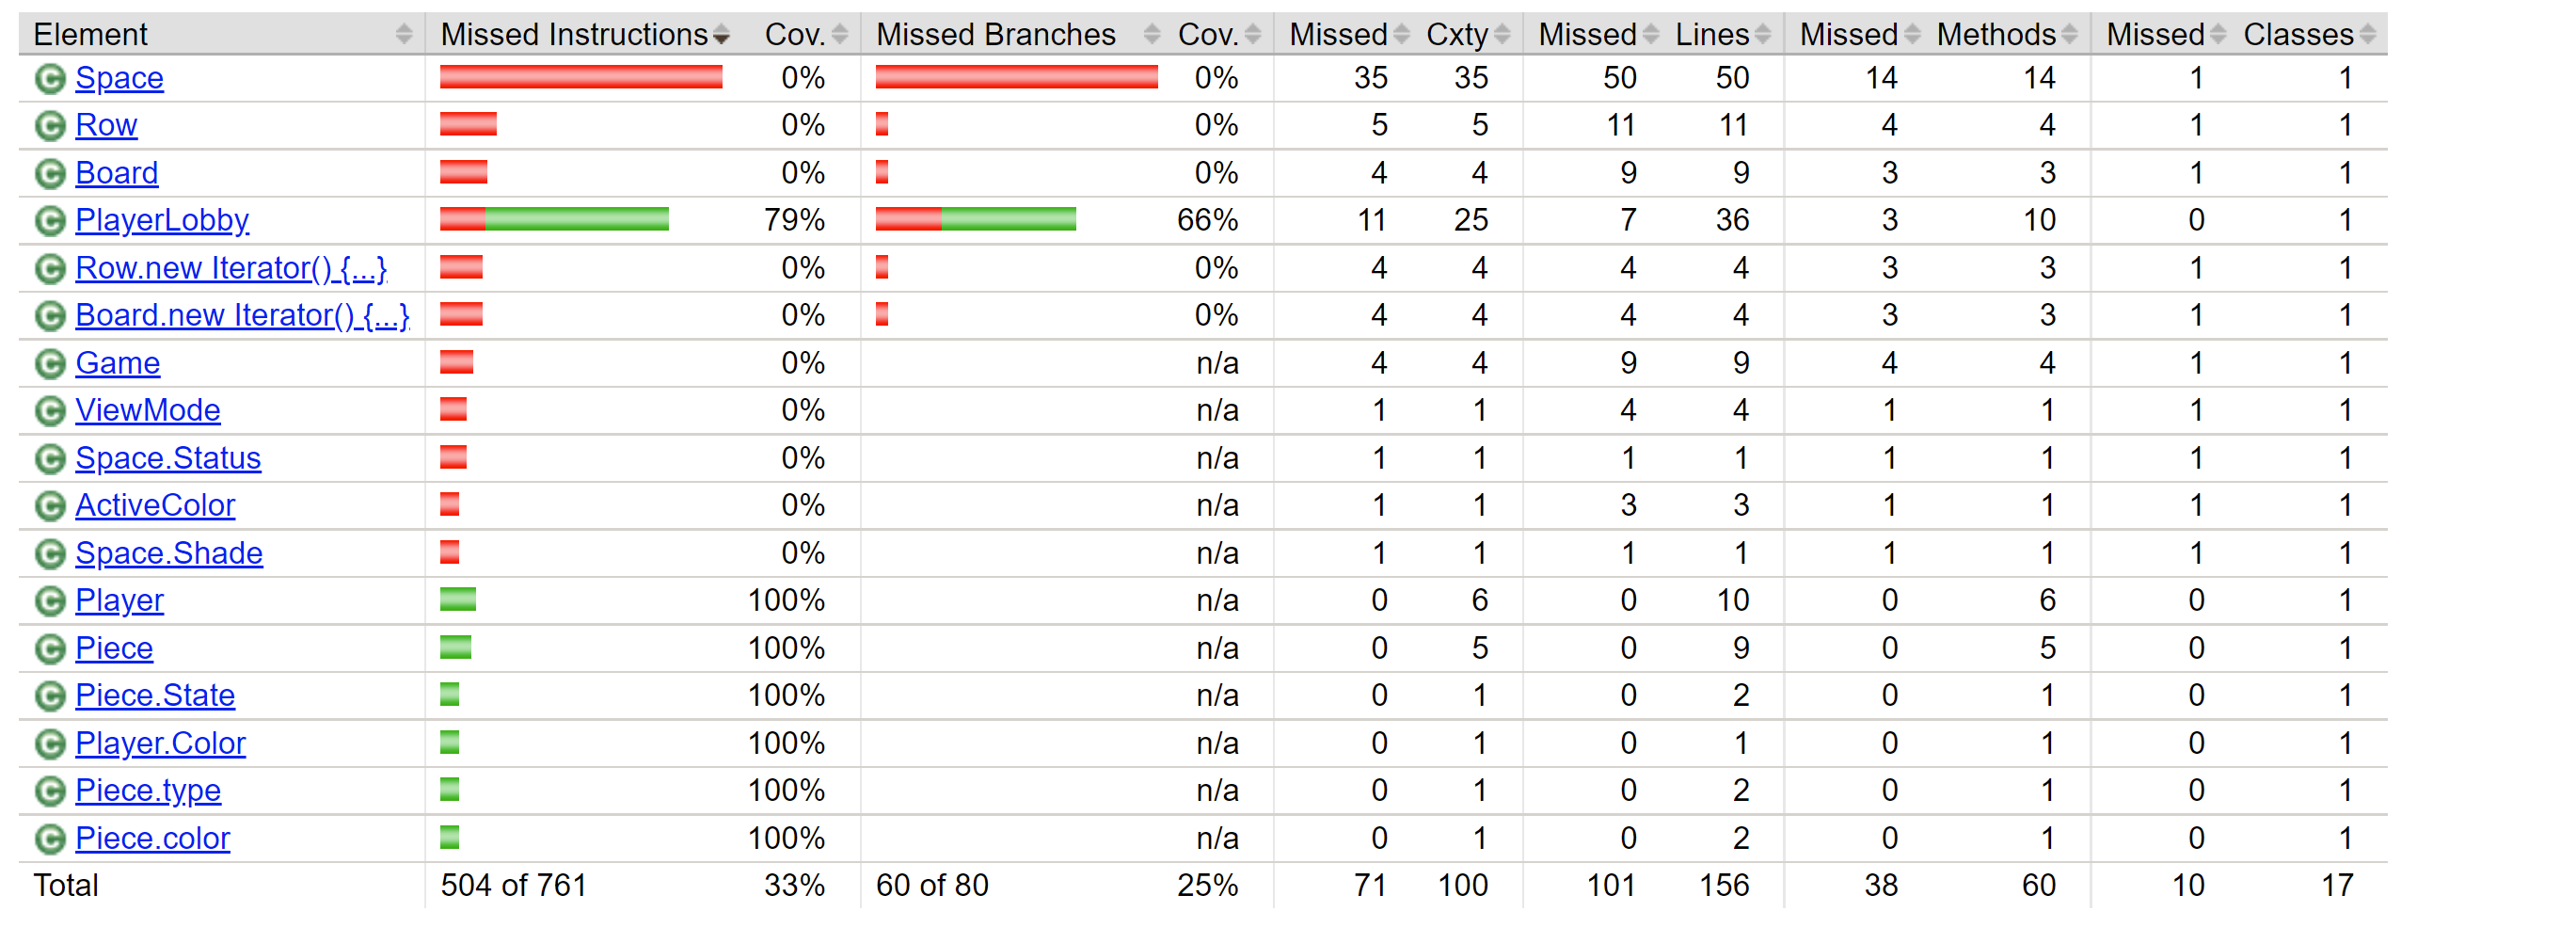 Element Missed Instructions Cov. Missed Branches Cov. Missed Cxty Missed Lines Missed Methods Missed Classes
C Space 0% 0% 35 35 50 50 14 14 1 1
C Row 0% 0% 5 5 11 11 4 4 1 1
C Board 0% 0% 4 4 9 9 3 3 1 1
C PlayerLobby 79% 66% 11 25 7 36 3 10 0 1
C Row.new Iterator() {...} 0% 0% 4 4 4 4 3 3 1 1
C Board.new Iterator() {...} 0% 0% 4 4 4 4 3 3 1 1
C Game 0% n/a 4 4 9 9 4 4 1 1
C ViewMode 0% n/a 1 1 4 4 1 1 1 1
C Space.Status 0% n/a 1 1 1 1 1 1 1 1
C ActiveColor 0% n/a 1 1 3 3 1 1 1 1
C Space.Shade 0% n/a 1 1 1 1 1 1 1 1
C Player 100% n/a 0 6 0 10 0 6 0 1
C Piece 100% n/a 0 5 0 9 0 5 0 1
C Piece.State 100% n/a 0 1 0 2 0 1 0 1
C Player.Color 100% n/a 0 1 0 1 0 1 0 1
C Piece.type 100% n/a 0 1 0 2 0 1 0 1
C Piece.color 100% n/a 0 1 0 2 0 1 0 1
Total 504 of 761 33% 60 of 80 25% 71 100 101 156 38 60 10 17